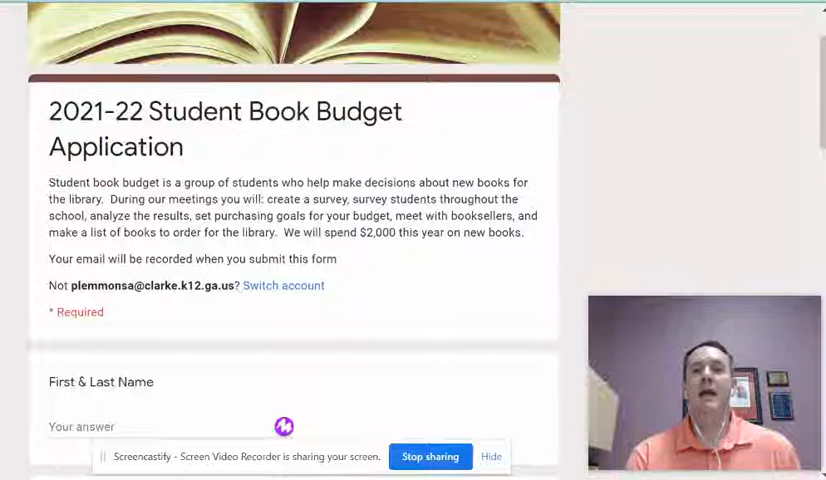 2021-22 Student Book Budget
Application
Student book budget is a group of students who help make decisions about new books for
the library. During our meetings you will: create a survey, survey students throughout the
school, analyze the results, set purchasing goals for your budget, meet with booksellers, and
make a list of books to order for the library. We will spend $2,000 this year on new books.
Your email will be recorded when you submit this form
Not plemmonsa@clarke.k12.ga.us? Switch account
* Required
First & Last Name
Your answer
Screencastify - Screen Video Recorder is sharing your screen.
Stop sharing
Hide